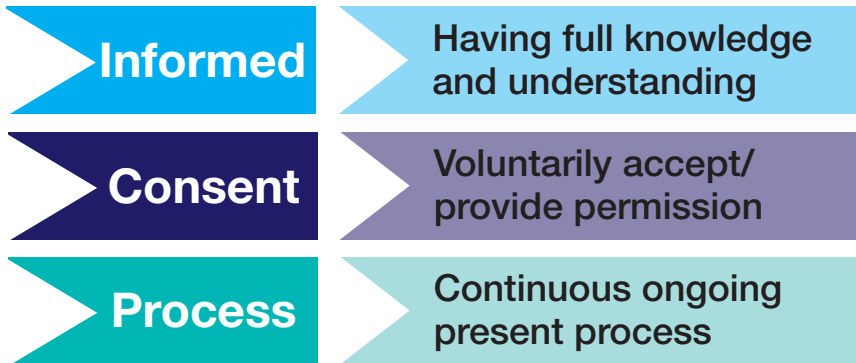 Informed
Having full knowledge
and understanding
Consent
Voluntarily accept/
provide permission
Process
Continuous ongoing
present process